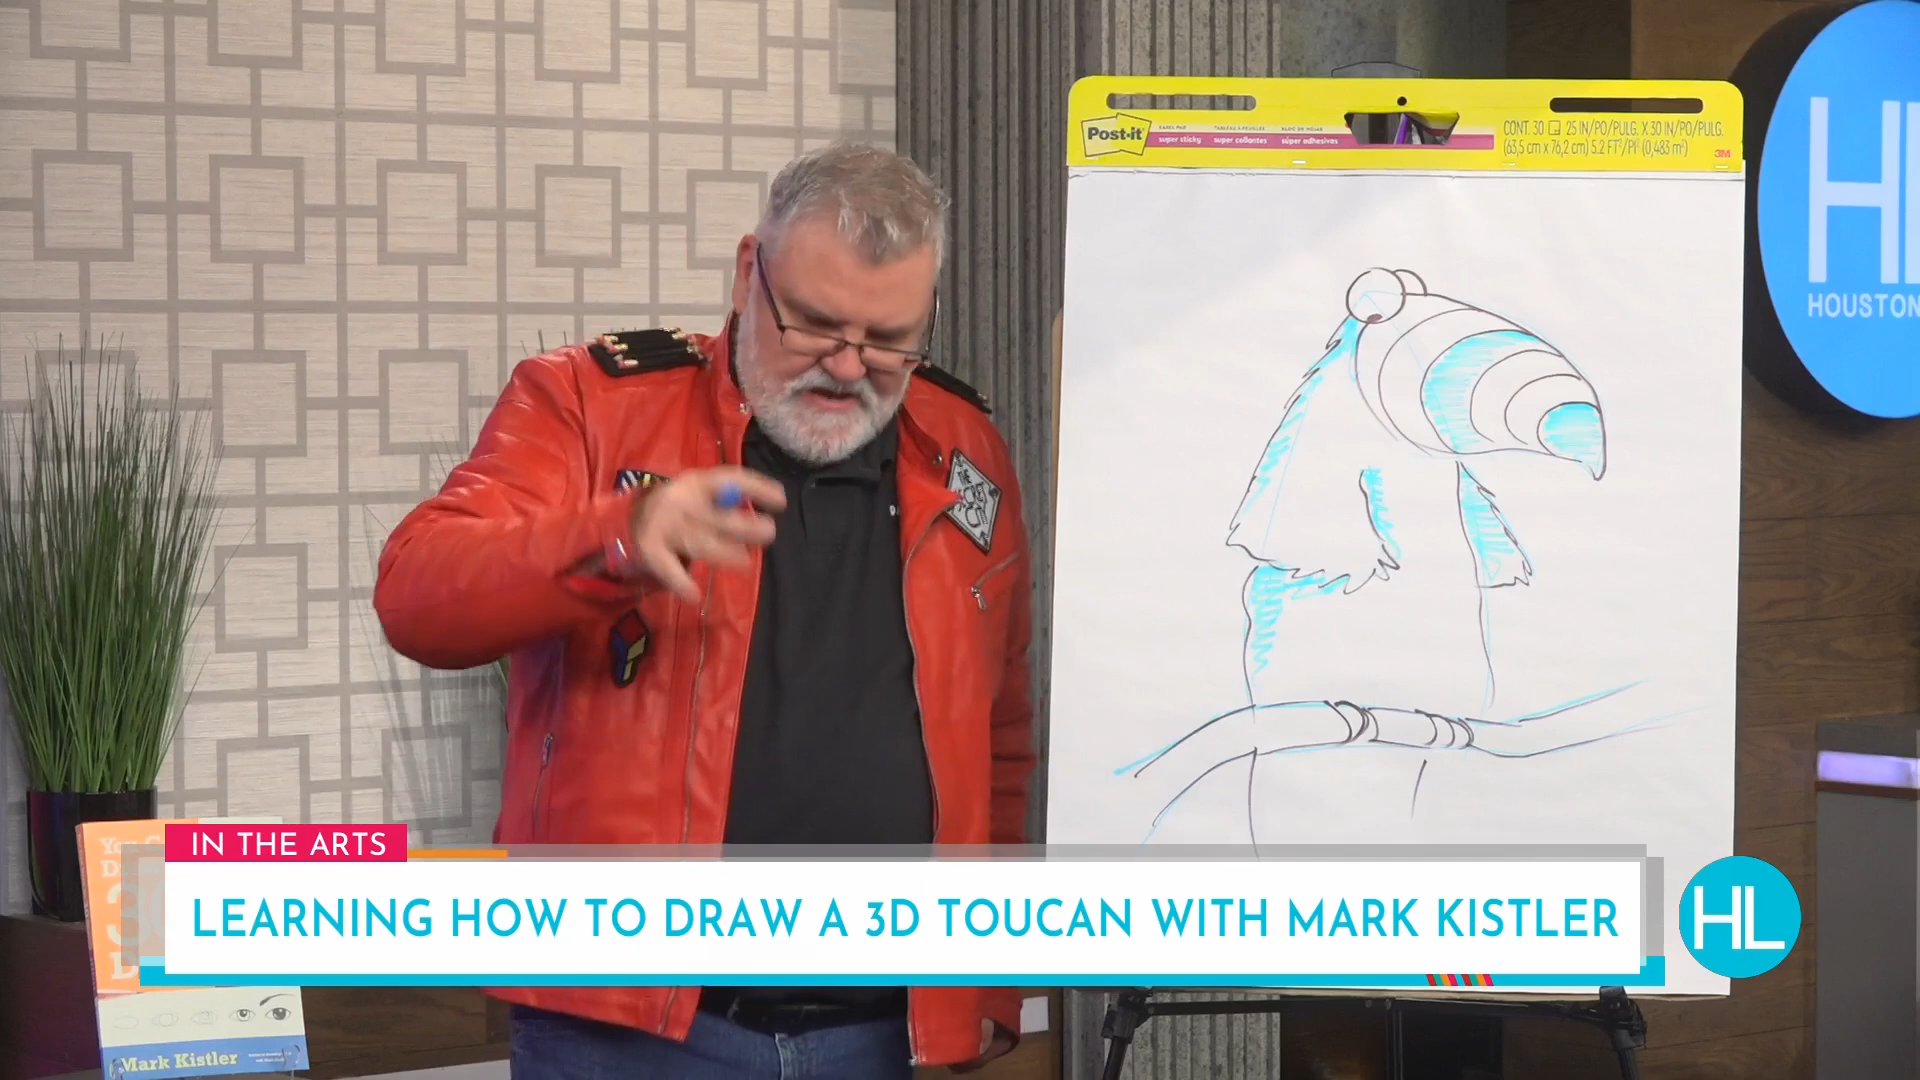 Post-it
super sticky super collantes súper adhesivas
CONT. 30 25 IN/PO/PULG. X 30 IN/PO/PULG.
(63,5 cm x 76,2 cm) 5.2 FT²/PI² (0,483 m²)
3M
HL
HOUSTON
IN THE ARTS
LEARNING HOW TO DRAW A 3D TOUCAN WITH MARK KISTLER
HL
Mark Kistler